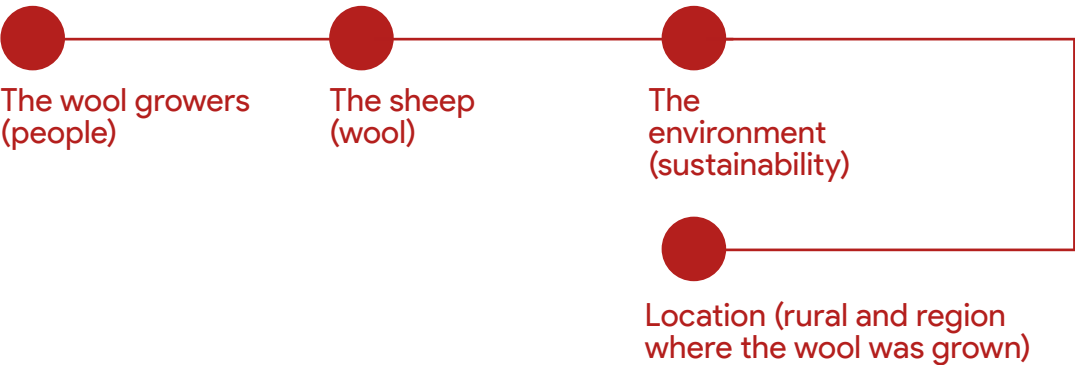 The wool growers
(people)
The sheep
(wool)
The
environment
(sustainability)
Location (rural and region
where the wool was grown)